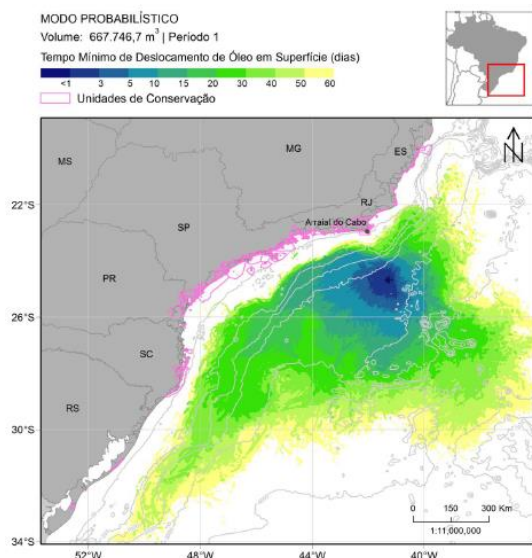 MODO PROBABILÍSTICO
Volume: 667.746,7 m³ | Período 1
Tempo Mínimo de Deslocamento de Óleo em Superfície (dias)
<1 3 5 10 20 30 40 50 60
Unidades de Conservação
N
MS
MG
ES
RJ
Arraial do Cabo
SP
PR
SC
RS
22°S
26°S
30°S
34°S
52°W 48°W 44°W 40°W
0 150 300 Km
1:11,000,000